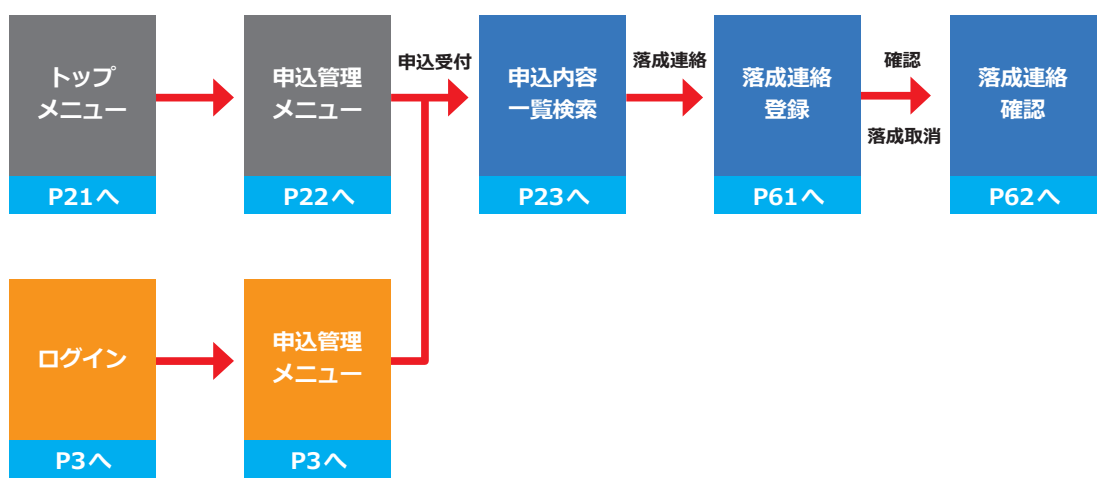 トップ
メニュー
P21へ
申込管理
メニュー
P22へ
申込受付
申込内容
一覧検索
P23へ
落成連絡
落成連絡
登録
P61へ
確認
落成取消
落成連絡
確認
P62へ
ログイン
P3へ
申込管理
メニュー
P3へ